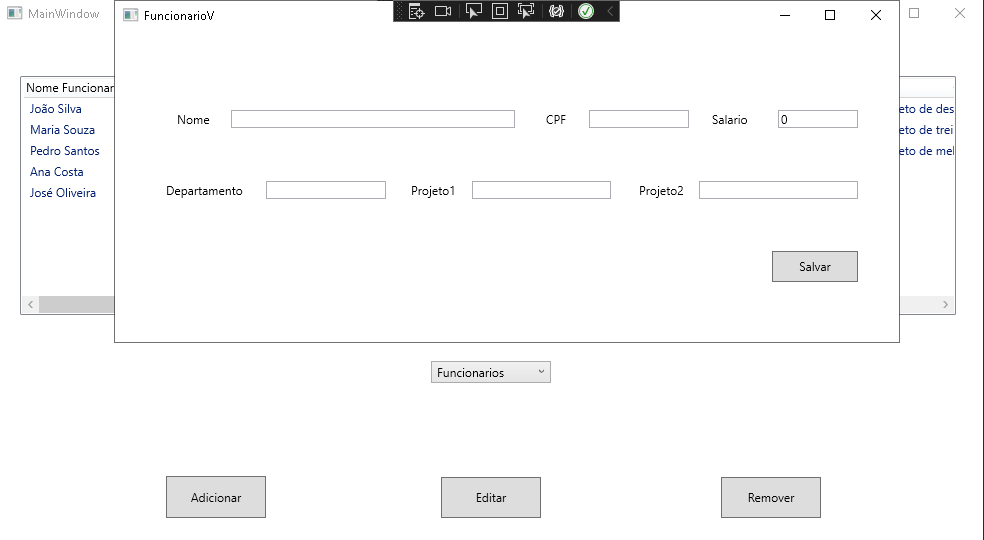 MainWindow
FuncionarioV
Nome Funcionar
João Silva
eto de des
Maria Souza
eto de trei
Pedro Santos
eto de mel
Ana Costa
José Oliveira
Nome
CPF
Salario
0
Departamento
Projeto1
Projeto2
Salvar
Funcionarios
Adicionar
Editar
Remover